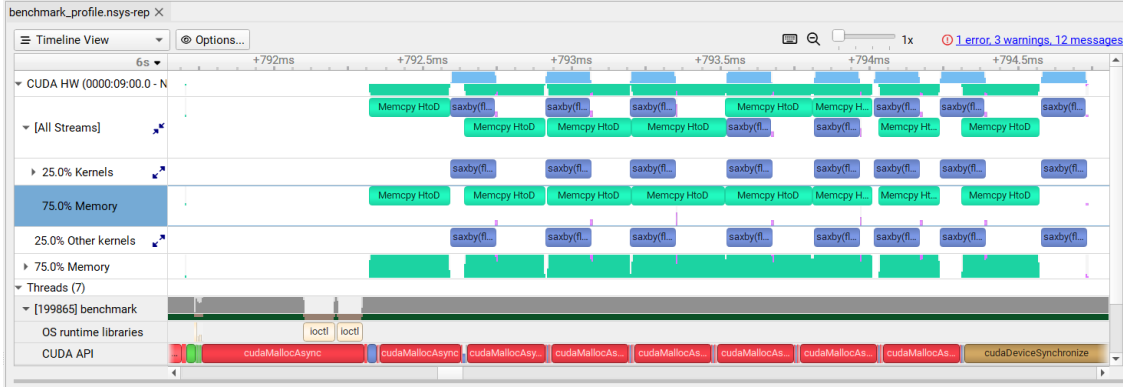 benchmark_profile.nsys-rep ×
Timeline View Options... 1x 1 error, 3 warnings, 12 messages
6s +792ms +792.5ms +793ms +793.5ms +794ms +794.5ms
CUDA HW (0000:09:00.0 - N
Memcpy HtoD saxby(fl... saxby(fl... saxby(fl... Memcpy HtoD Memcpy H... saxby(fl... saxby(fl... saxby(fl...
[All Streams] Memcpy HtoD Memcpy HtoD Memcpy HtoD saxby(fl... saxby(fl... Memcpy Ht... Memcpy HtoD
25.0% Kernels saxby(fl... saxby(fl... saxby(fl... saxby(fl... saxby(fl... saxby(fl... saxby(fl... saxby(fl...
75.0% Memory Memcpy HtoD Memcpy HtoD Memcpy HtoD Memcpy HtoD Memcpy HtoD Memcpy H... Memcpy Ht... Memcpy HtoD
25.0% Other kernels saxby(fl... saxby(fl... saxby(fl... saxby(fl... saxby(fl... saxby(fl... saxby(fl... saxby(fl...
75.0% Memory
Threads (7)
[199865] benchmark
OS runtime libraries ioctl ioctl
CUDA API ... cudaMallocAsync cudaMallocAsync cudaMallocAsy... cudaMallocAs... cudaMallocAs... cudaMallocAs... cudaMallocAs... cudaMallocAs... cudaDeviceSynchronize